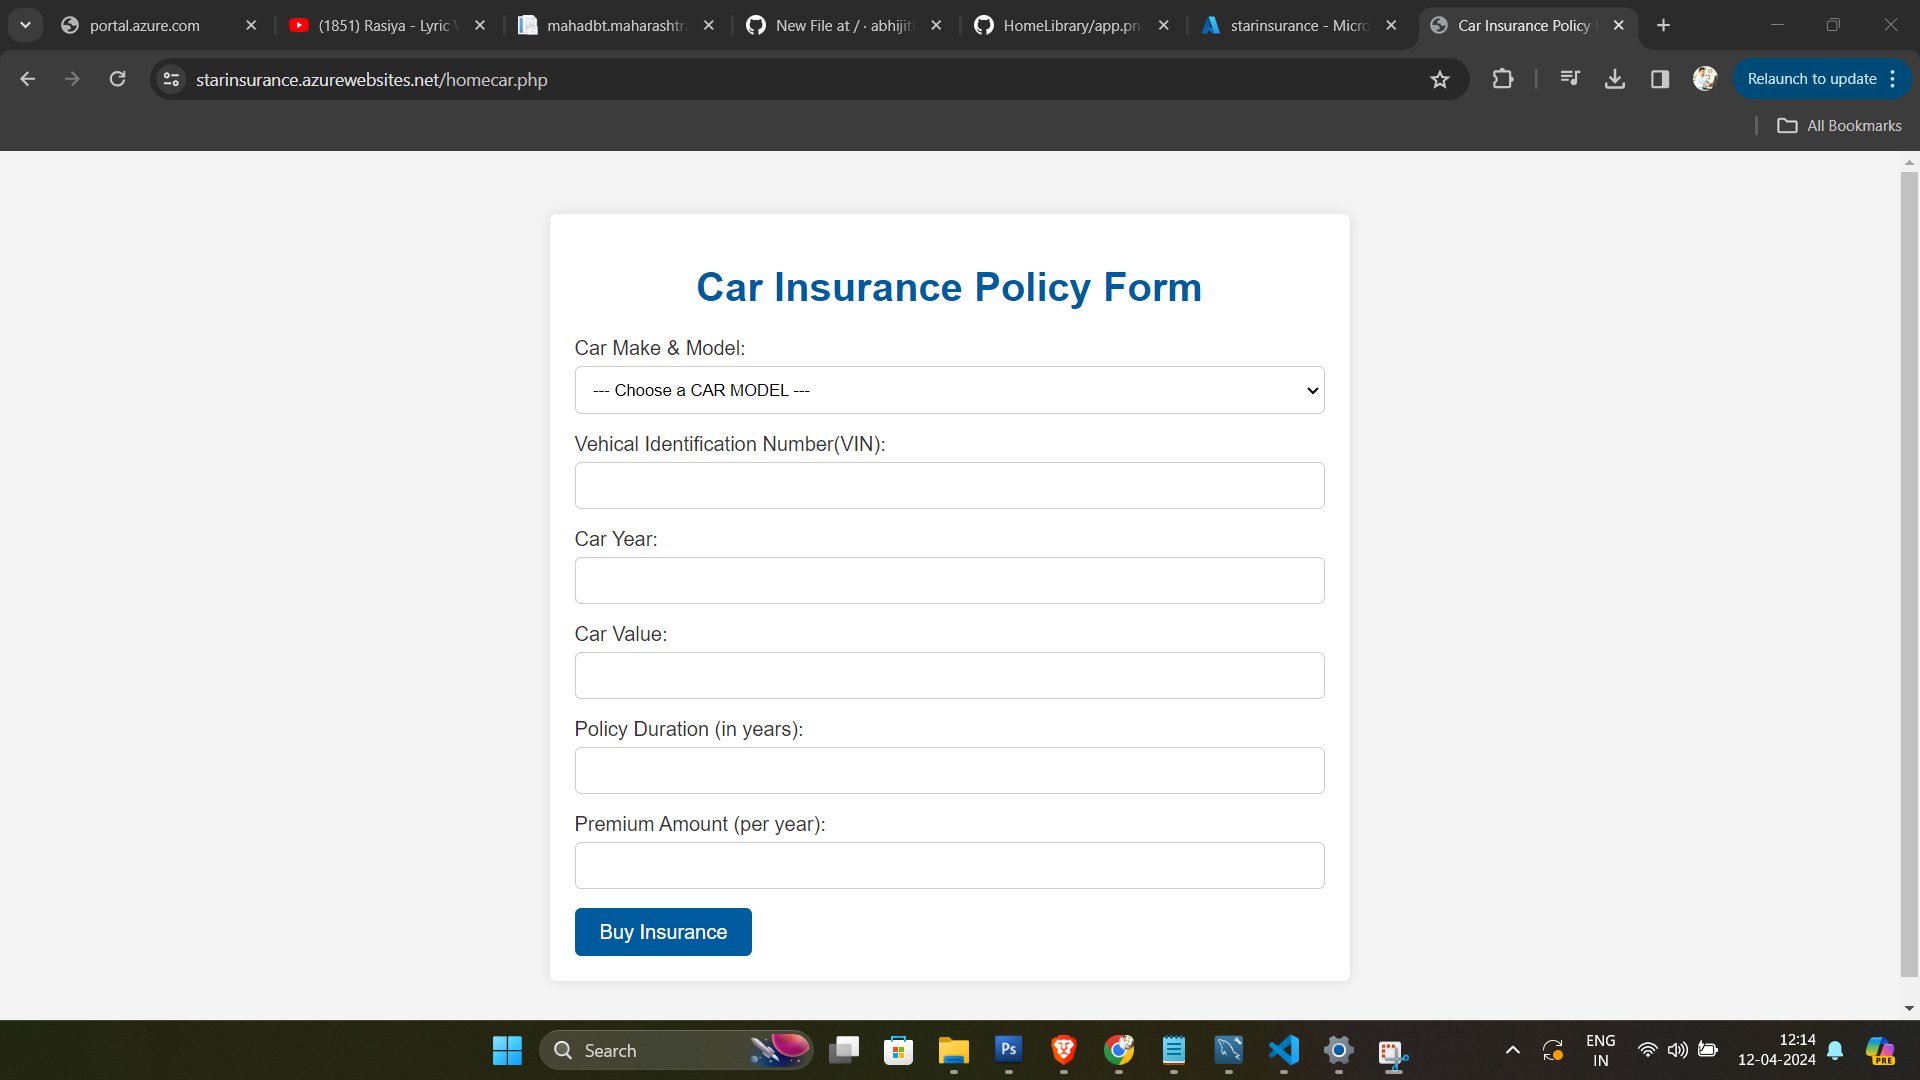 portal.azure.com
(1851) Rasiya - Lyric
mahadbt.maharashtra
New File at / · abhijit
HomeLibrary/app.pn
starinsurance - Micro
Car Insurance Policy
starinsurance.azurewebsites.net/homecar.php
Relaunch to update
All Bookmarks
Car Insurance Policy Form
Car Make & Model:
--- Choose a CAR MODEL ---
Vehical Identification Number(VIN):
Car Year:
Car Value:
Policy Duration (in years):
Premium Amount (per year):
Buy Insurance
Search
Ps
ENG
IN
12:14
12-04-2024
PRE